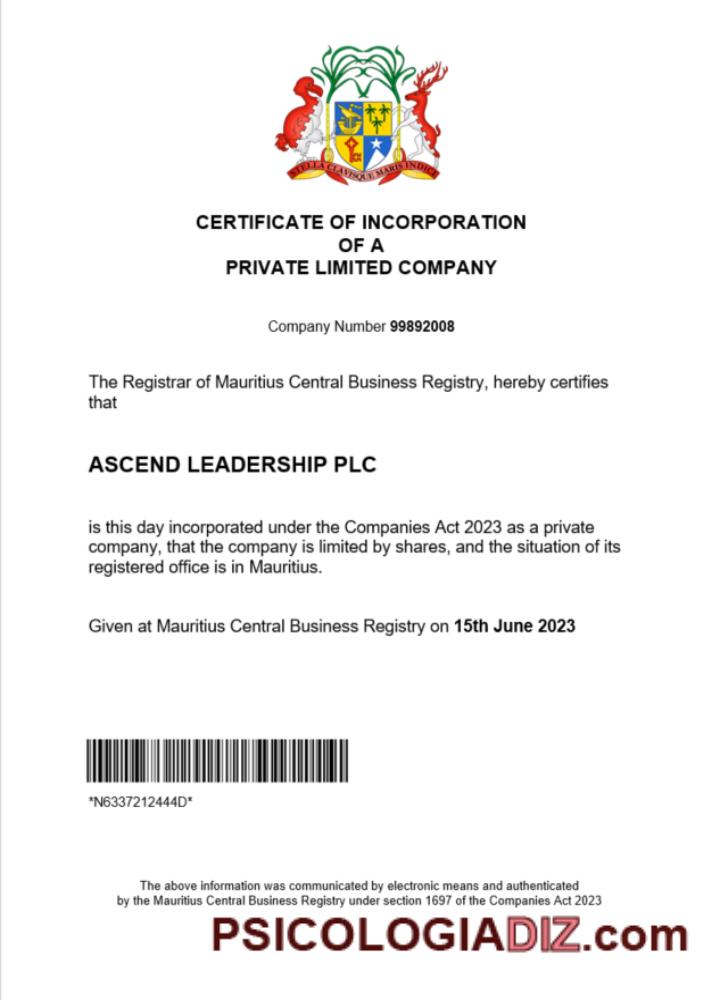 STELLA CLAVISQUE MARIS INDICI
CERTIFICATE OF INCORPORATION
OF A
PRIVATE LIMITED COMPANY
Company Number 99892008
The Registrar of Mauritius Central Business Registry, hereby certifies
that
ASCEND LEADERSHIP PLC
is this day incorporated under the Companies Act 2023 as a private
company, that the company is limited by shares, and the situation of its
registered office is in Mauritius.
Given at Mauritius Central Business Registry on 15th June 2023
*N6337212444D*
The above information was communicated by electronic means and authenticated
by the Mauritius Central Business Registry under section 1697 of the Companies Act 2023
PSICOLOGIADIZ.com